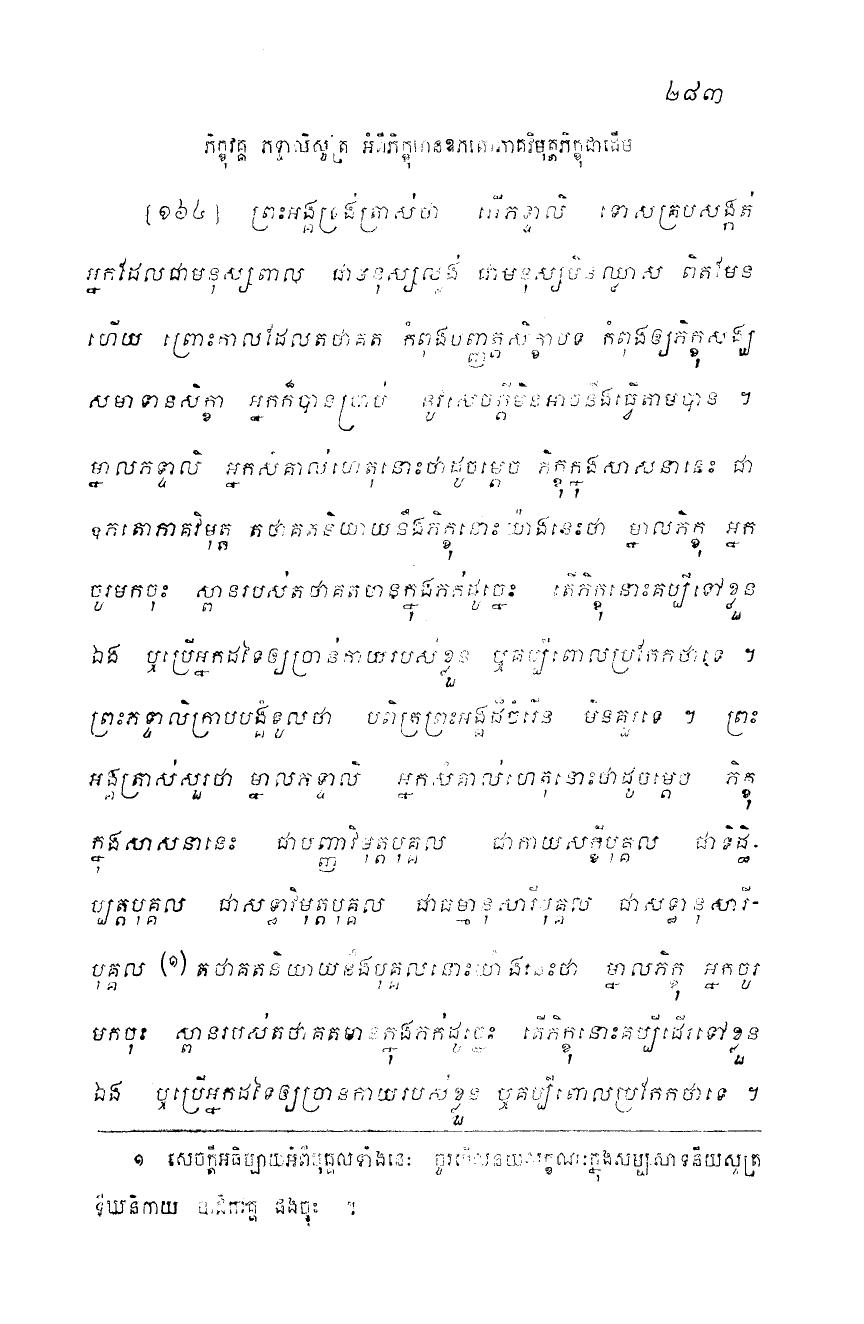 ២៨៣
ភិក្ខុវគ្គ ភទ្ទាលិសូត្រ អំពីភិក្ខុមានឧភតោភាគវិមុត្តភិក្ខុជាដើម
[១៦៤] ព្រះអង្គទ្រង់ត្រាស់ថា ម្នើភទ្ទាលិ ទោសគ្របសង្កត់
អ្នកដែលជាមនុស្សពាល ជាមនុស្សល្ងង់ ជាមនុស្សមិនឈ្លាស ពិតមែន
ហើយ ព្រោះកាលដែលតថាគត កំពុងបញ្ញត្តសិក្ខាបទ កំពុងឲ្យភិក្ខុសង្ឃ
សមាទានសិក្ខា អ្នកក៏បានប្រាប់ នូវសេចក្តីមិនអាចនឹងធ្វើតាមបាន ។
ម្នាលភទ្ទាលិ អ្នកសំគាល់ហេតុនោះថាដូចម្តេច ភិក្ខុក្នុងសាសនានេះ ជា
ឧភតោភាគវិមុត្ត តថាគតនិយាយនឹងភិក្ខុនោះ យ៉ាងនេះថា ម្នាលភិក្ខុ អ្នក
ចូរមកចុះ ស្ពានរបស់តថាគតមានក្នុងភក់ដូច្នេះ តើភិក្ខុនោះគប្បីទៅខ្លួន
ឯង ឬប្រើអ្នកដទៃឲ្យប្រាន់កាយរបស់ខ្លួន ឬគប្បីពោលប្រកែកថាទេ ។
ព្រះភទ្ទាលិក្រាបបង្គំទូលថា បពិត្រព្រះអង្គដ៏ចំរើន មិនគួរទេ ។ ព្រះ
អង្គត្រាស់សួរថា ម្នាលភទ្ទាលិ អ្នកសំគាល់ហេតុនោះថាដូចម្តេច ភិក្ខុ
ក្នុងសាសនានេះ ជាបញ្ញាវិមុត្តបុគ្គល ជាកាយសក្ខីបុគ្គល ជាទិដ្ឋិ-
ប្បត្តបុគ្គល ជាសទ្ធាវិមុត្តបុគ្គល ជាធម្មានុសារីបុគ្គល ជាសទ្ធានុសារី-
បុគ្គល (១) តថាគតនិយាយនឹងបុគ្គលនោះយ៉ាងនេះថា ម្នាលភិក្ខុ អ្នកចូរ
មកចុះ ស្ពានរបស់តថាគតមានក្នុងភក់ដូច្នេះ តើភិក្ខុនោះគប្បីដើរទៅខ្លួន
ឯង ឬប្រើអ្នកដទៃឲ្យប្រានកាយរបស់ខ្លួន ឬគប្បីពោលប្រកែកថាទេ ។
១ សេចក្តីអធិប្បាយអំពីបុគ្គលទាំងនេះ ចូរមើលនយលក្ខណៈក្នុងសម្បសាទនីយសូត្រ
ទីឃនិកាយ បាដិកវគ្គ ដងចុះ ។